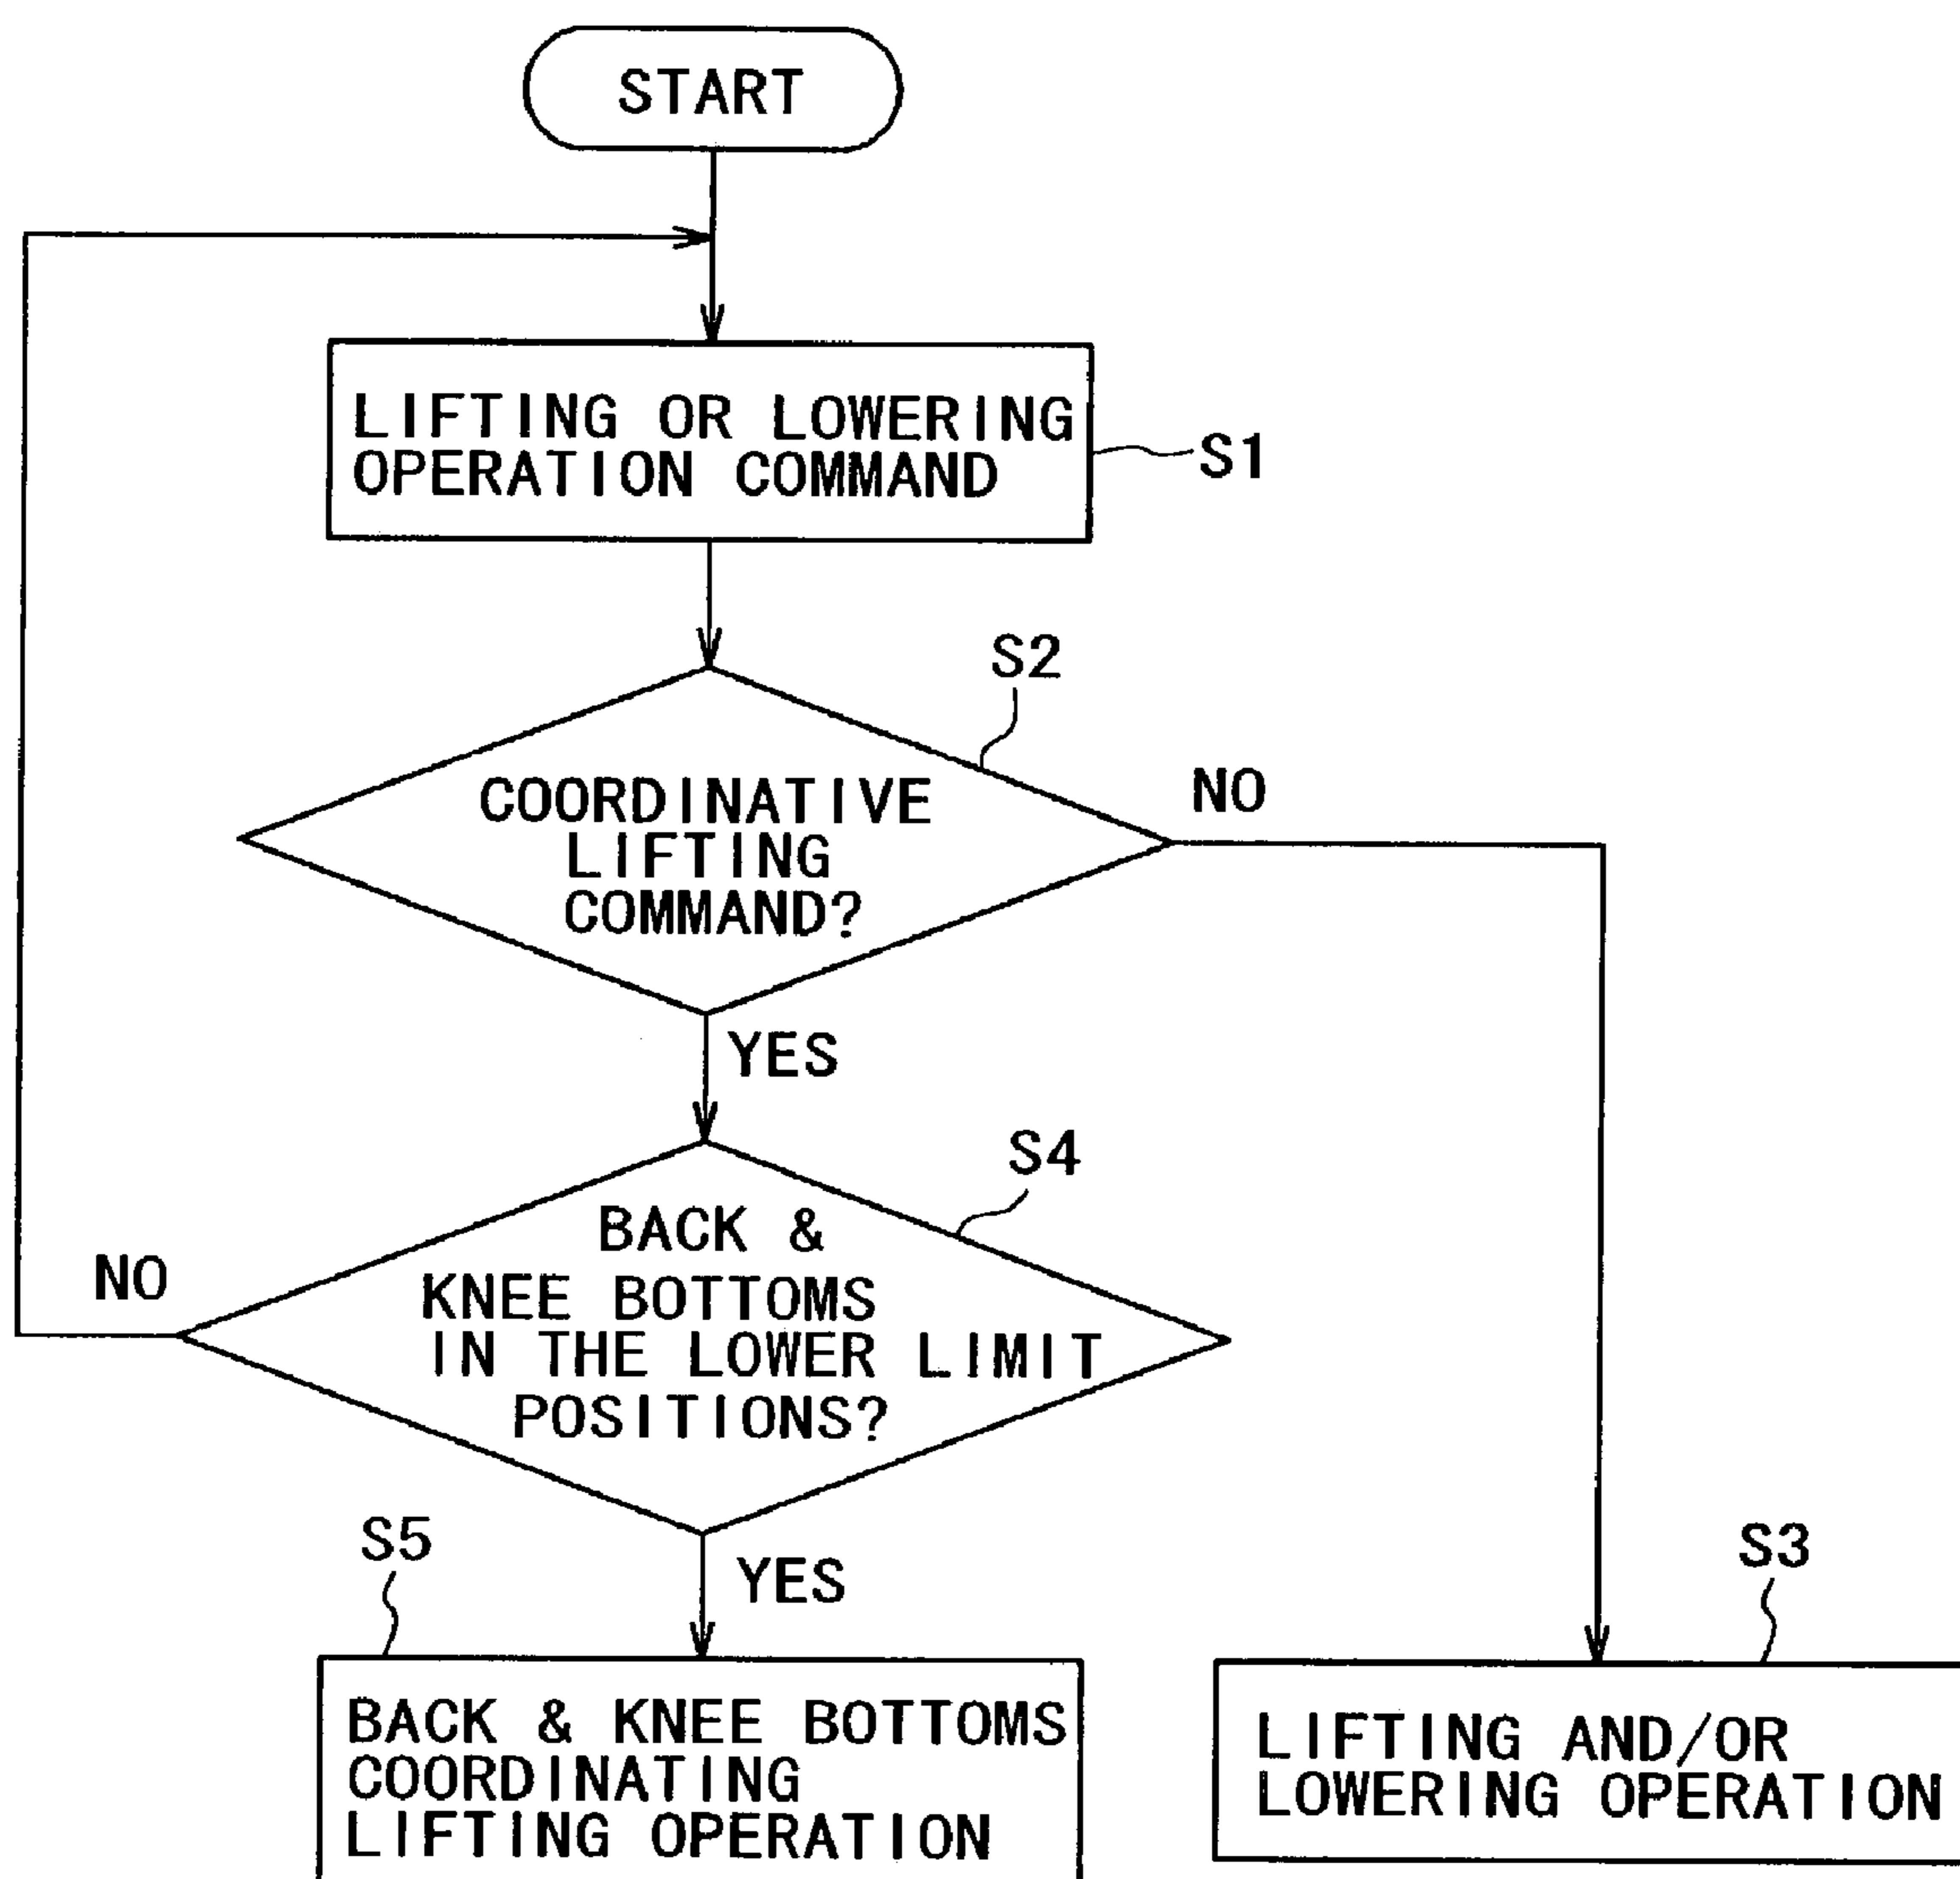 START
LIFTING OR LOWERING
OPERATION COMMAND
S1
S2
COORDINATIVE
LIFTING
COMMAND?
NO
YES
S4
BACK &
KNEE BOTTOMS
IN THE LOWER LIMIT
POSITIONS?
NO
YES
S5
BACK & KNEE BOTTOMS
COORDINATING
LIFTING OPERATION
S3
LIFTING AND/OR
LOWERING OPERATION